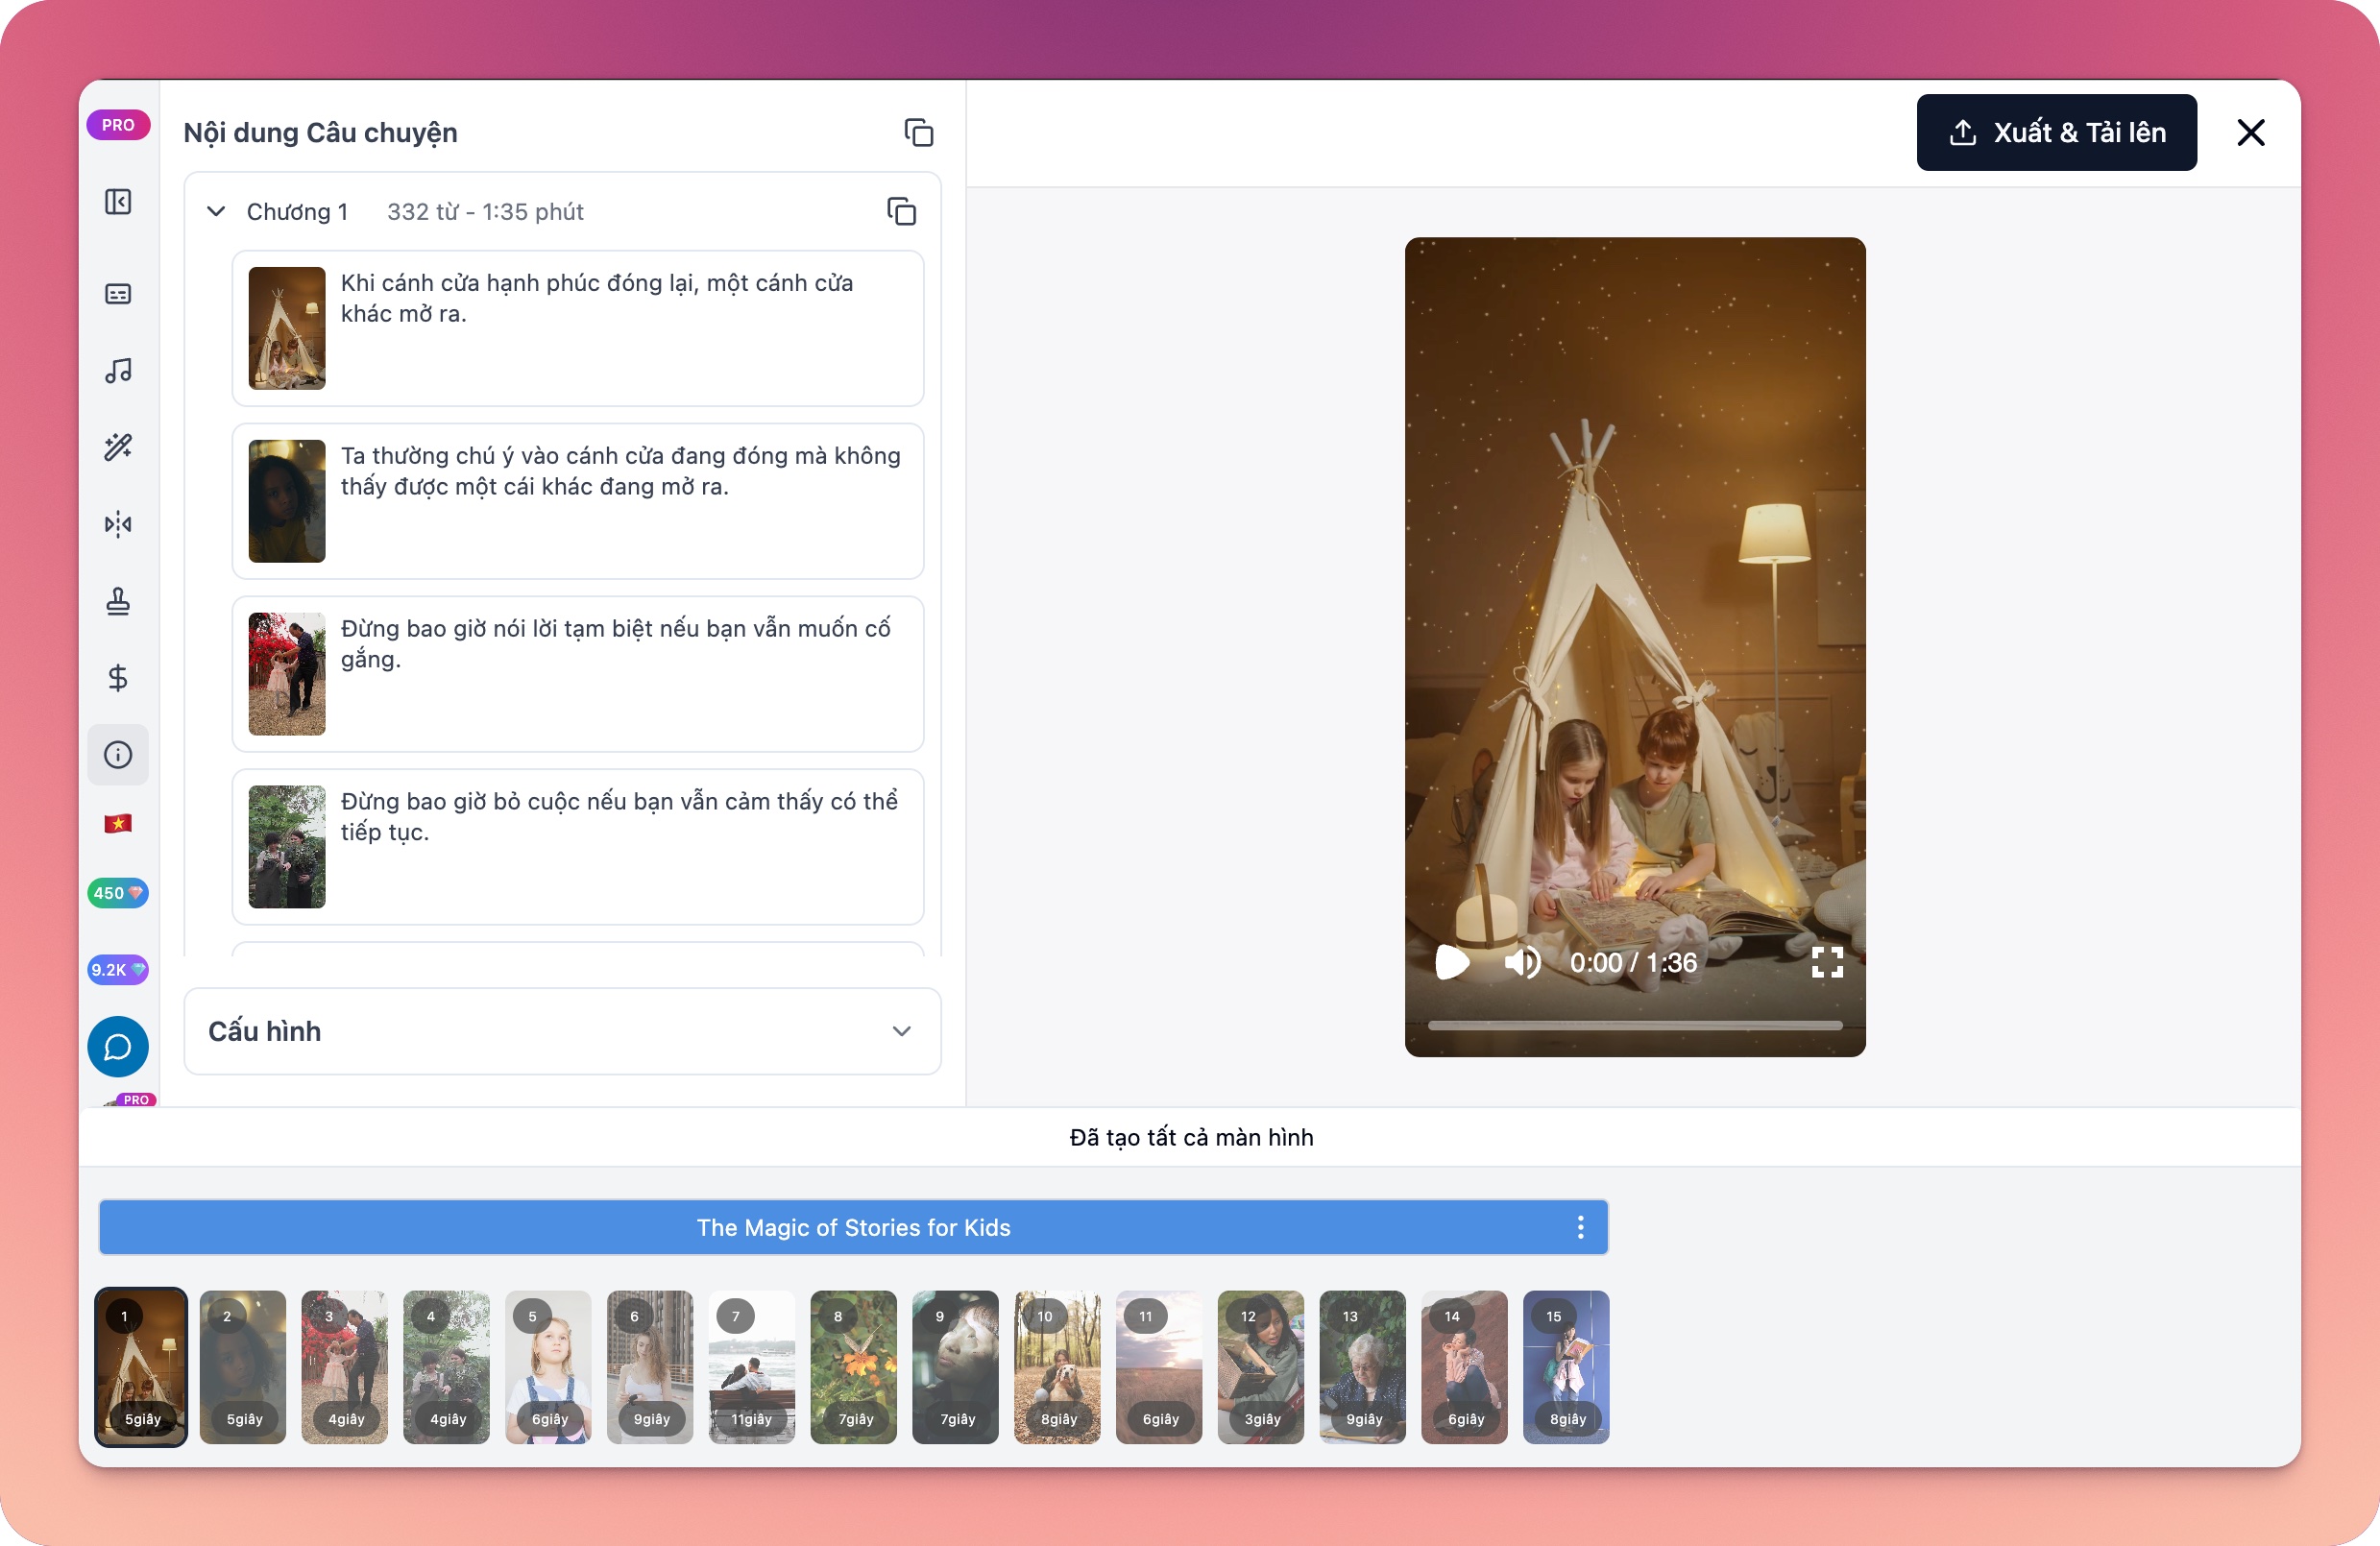 PRO
Nội dung Câu chuyện
Xuất & Tải lên
Chương 1 332 từ - 1:35 phút
Khi cánh cửa hạnh phúc đóng lại, một cánh cửa
khác mở ra.
Ta thường chú ý vào cánh cửa đang đóng mà không
thấy được một cái khác đang mở ra.
Đừng bao giờ nói lời tạm biệt nếu bạn vẫn muốn cố
gắng.
Đừng bao giờ bỏ cuộc nếu bạn vẫn cảm thấy có thể
tiếp tục.
450
9.2K
PRO
0:00 / 1:36
Cấu hình
Đã tạo tất cả màn hình
The Magic of Stories for Kids
1 2 3 4 5 6 7 8 9 10 11 12 13 14 15
5giây 5giây 4giây 4giây 6giây 9giây 11giây 7giây 7giây 8giây 6giây 3giây 9giây 6giây 8giây